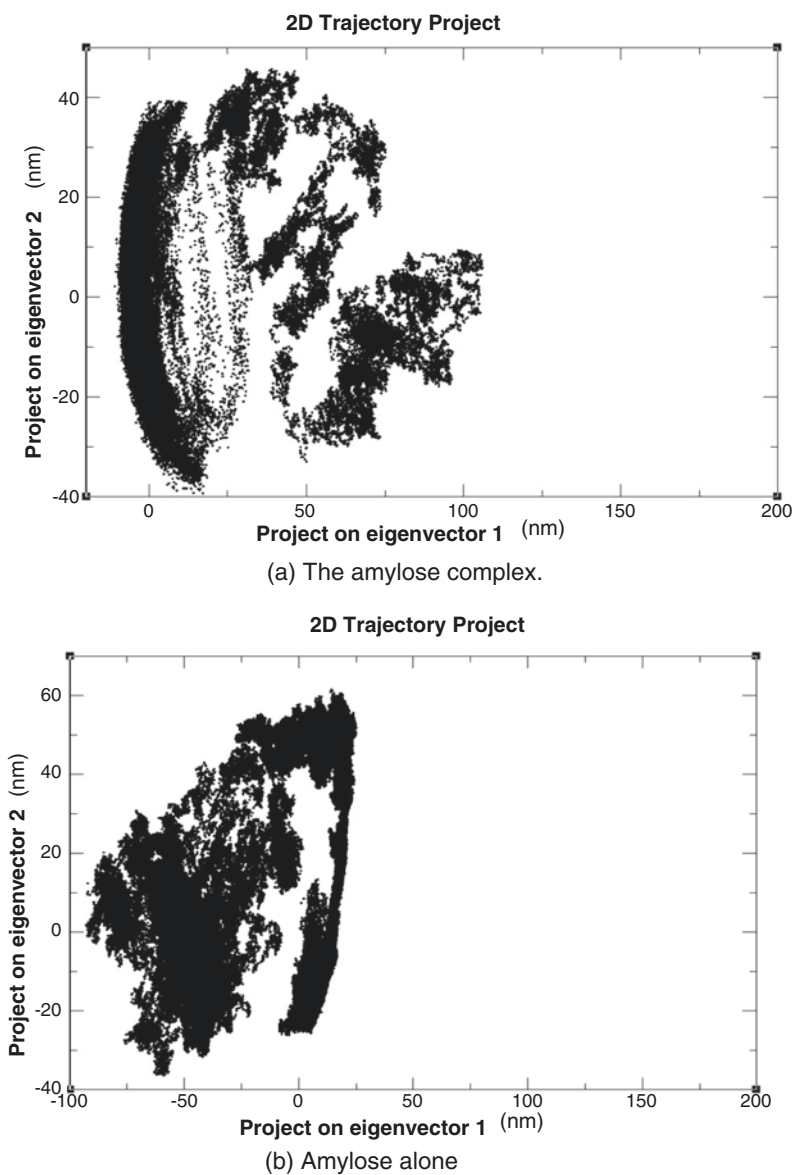 2D Trajectory Project
40
20
0
-20
-40
Project on eigenvector 2 (nm)
0 50 100 150 200
Project on eigenvector 1 (nm)
(a) The amylose complex.
2D Trajectory Project
60
40
20
0
-20
-40
Project on eigenvector 2 (nm)
-100 -50 0 50 100 150 200
Project on eigenvector 1 (nm)
(b) Amylose alone